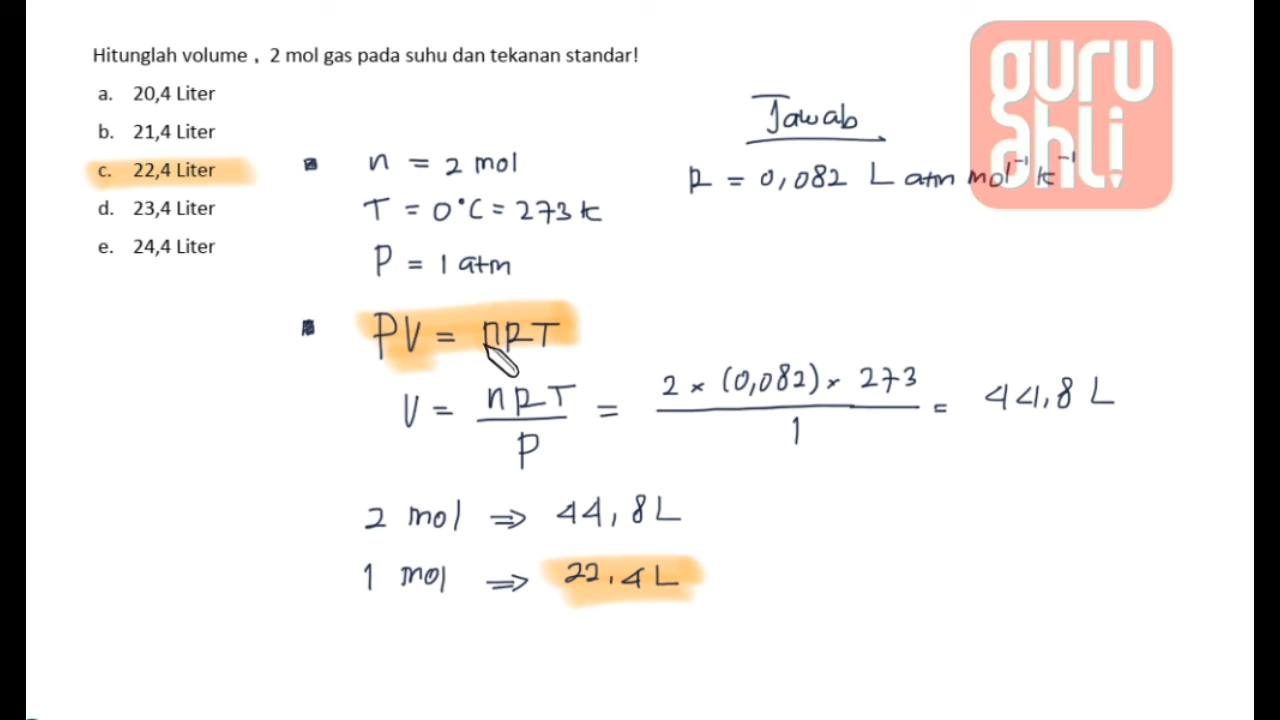 Hitunglah volume , 2 mol gas pada suhu dan tekanan standar!
a. 20,4 Liter
b. 21,4 Liter
c. 22,4 Liter
d. 23,4 Liter
e. 24,4 Liter
guru
ahli
Jawab
n = 2 mol
R = 0,082 L atm mol⁻¹ K⁻¹
T = 0°C = 273 K
P = 1 atm
PV = nRT
V = nRT / P = 2 × (0,082) × 273 / 1 = 44,8 L
2 mol ⇒ 44,8 L
1 mol ⇒ 22,4 L